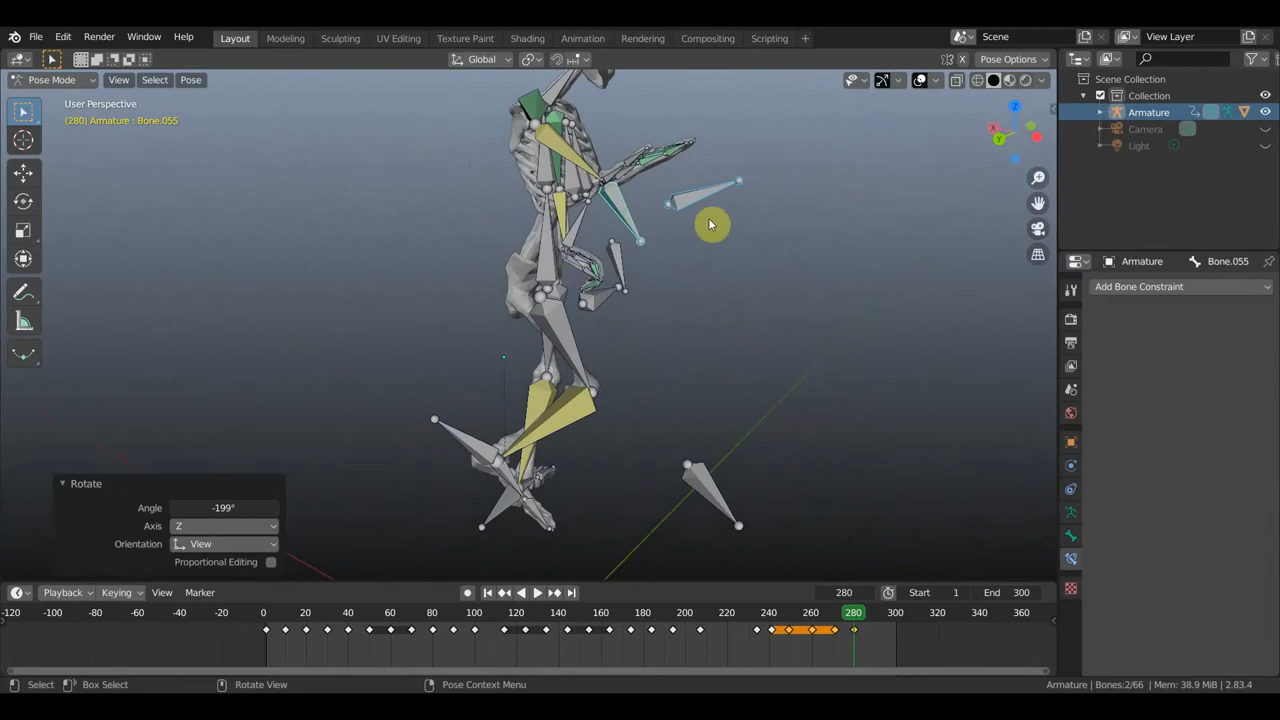 File Edit Render Window Help Layout Modeling Sculpting UV Editing Texture Paint Shading Animation Rendering Compositing Scripting + Scene View Layer
Global X Pose Options
Pose Mode View Select Pose
User Perspective
(280) Armature : Bone.055
Scene Collection
Collection
Armature
Camera
Light
X Y Z
Armature Bone.055
Add Bone Constraint
Rotate
Angle -199°
Axis Z
Orientation View
Proportional Editing
Playback Keying View Marker 280 Start 1 End 300
-120 -100 -80 -60 -40 -20 0 20 40 60 80 100 120 140 160 180 200 220 240 260 280 300 320 340 360
Select Box Select Rotate View Pose Context Menu Armature | Bones:2/66 | Mem: 38.9 MiB | 2.83.4